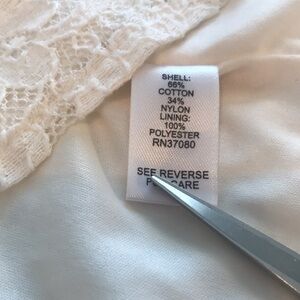 SHELL:
66%
COTTON
34%
NYLON
LINING:
100%
POLYESTER
RN37080
SEE REVERSE
CARE